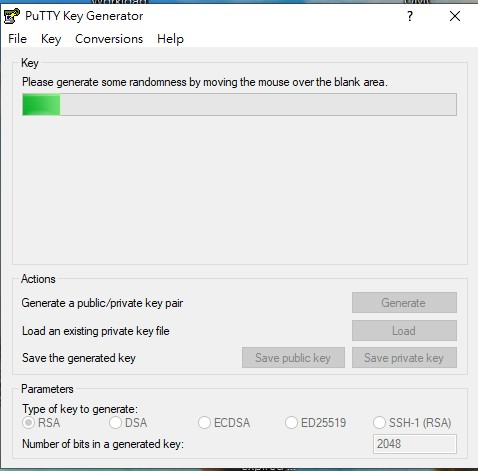 PuTTY Key Generator
File Key Conversions Help
Key
Please generate some randomness by moving the mouse over the blank area.
Actions
Generate a public/private key pair
Generate
Load an existing private key file
Load
Save the generated key
Save public key
Save private key
Parameters
Type of key to generate:
RSA DSA ECDSA ED25519 SSH-1 (RSA)
Number of bits in a generated key:
2048